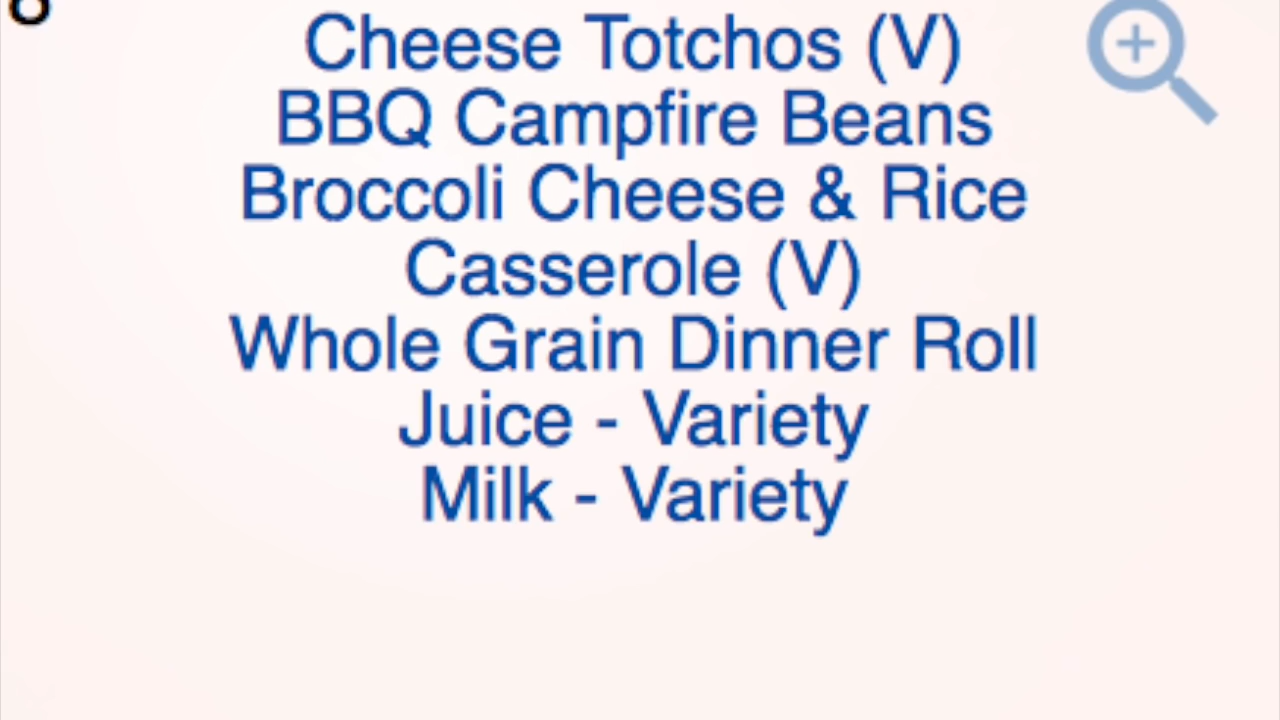 Cheese Totchos (V)
BBQ Campfire Beans
Broccoli Cheese & Rice
Casserole (V)
Whole Grain Dinner Roll
Juice - Variety
Milk - Variety